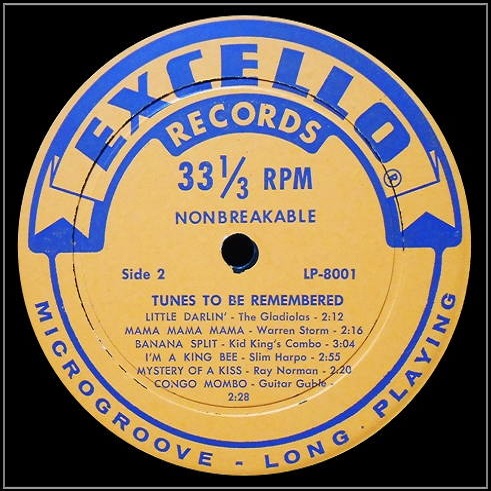 EXCELLO
RECORDS
33 1/3 RPM
NONBREAKABLE
Side 2 LP-8001
TUNES TO BE REMEMBERED
LITTLE DARLIN' - The Gladiolas - 2:12
MAMA MAMA MAMA - Warren Storm - 2:16
BANANA SPLIT - Kid King's Combo - 3:04
I'M A KING BEE - Slim Harpo - 2:55
MYSTERY OF A KISS - Ray Norman - 2:20
CONGO MOMBO - Guitar Gable -
2:28
MICROGROOVE - LONG PLAYING